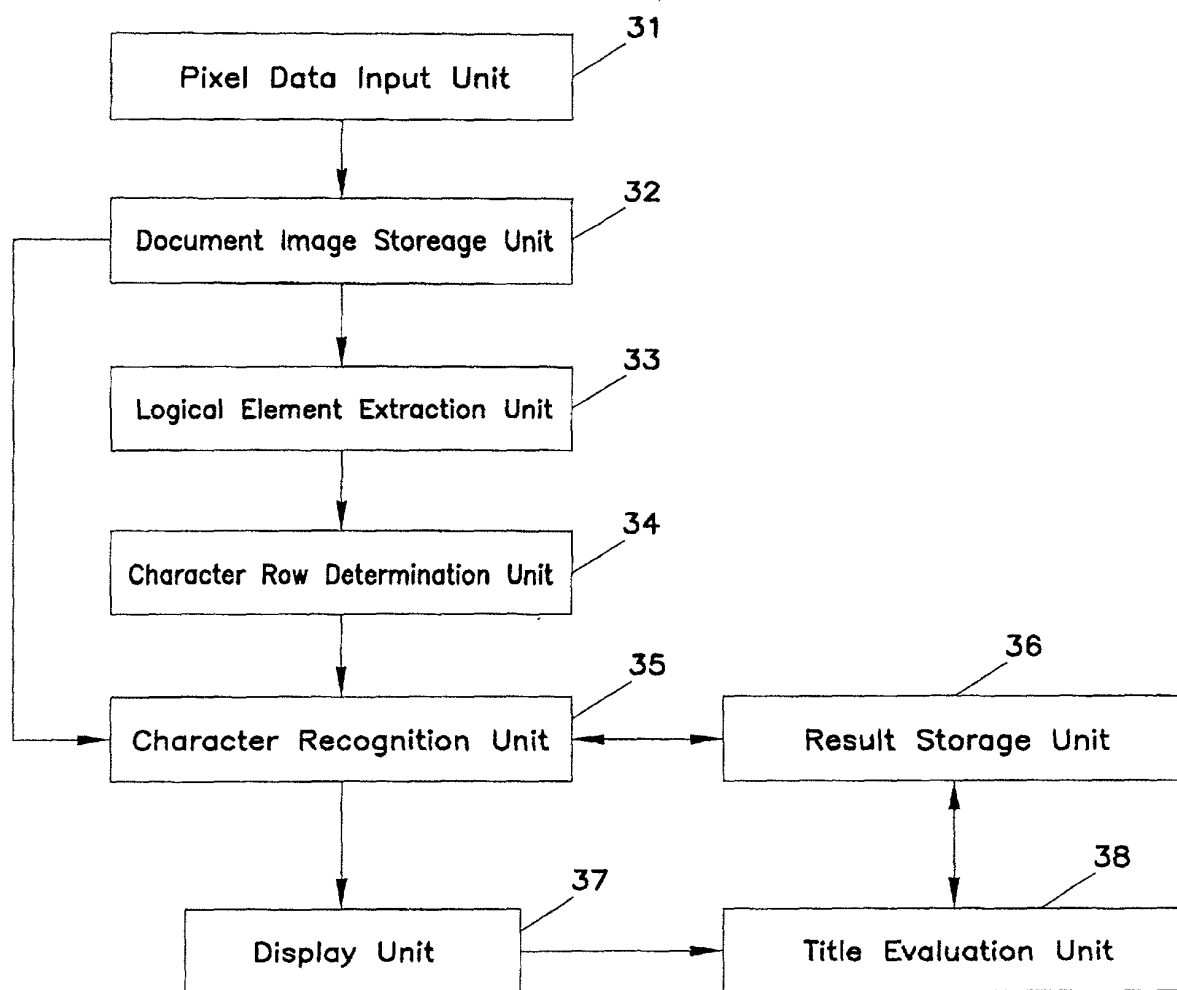 31
Pixel Data Input Unit
32
Document Image Storeage Unit
33
Logical Element Extraction Unit
34
Character Row Determination Unit
35
36
Character Recognition Unit
Result Storage Unit
37
38
Display Unit
Title Evaluation Unit